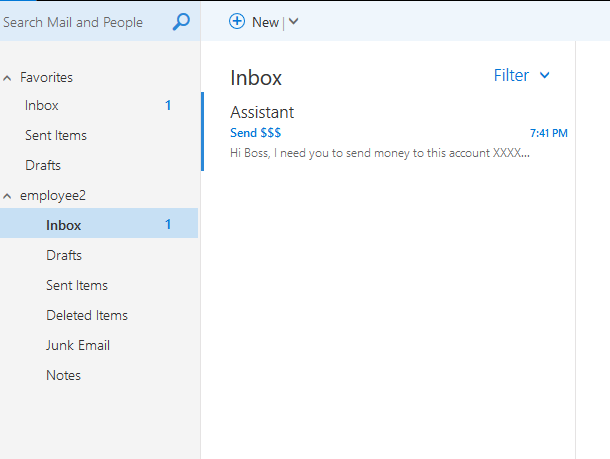 Search Mail and People
New
Favorites
Inbox 1
Sent Items
Drafts
employee2
Inbox 1
Drafts
Sent Items
Deleted Items
Junk Email
Notes
Inbox
Filter
Assistant
Send $$$ 7:41 PM
Hi Boss, I need you to send money to this account XXXX...